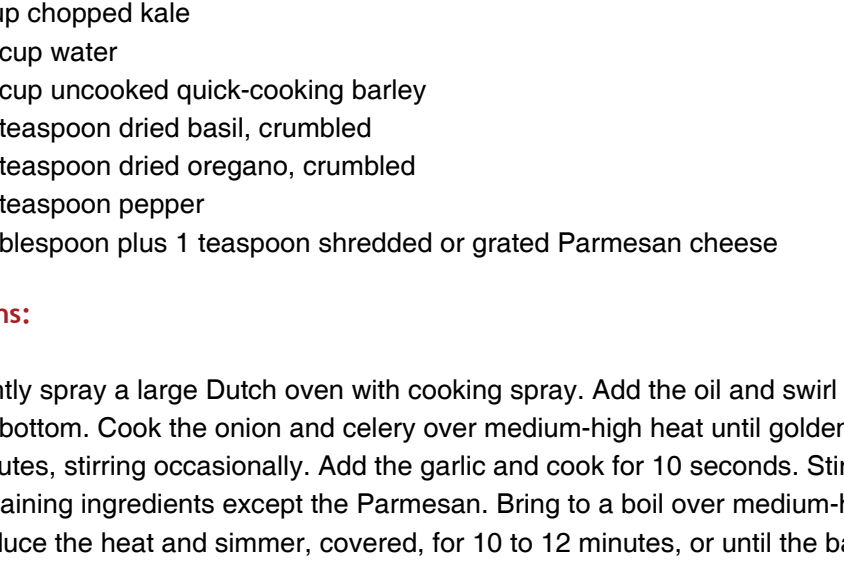 up chopped kale
cup water
cup uncooked quick-cooking barley
teaspoon dried basil, crumbled
teaspoon dried oregano, crumbled
teaspoon pepper
blespoon plus 1 teaspoon shredded or grated Parmesan cheese
ns:
ntly spray a large Dutch oven with cooking spray. Add the oil and swirl
bottom. Cook the onion and celery over medium-high heat until golden
utes, stirring occasionally. Add the garlic and cook for 10 seconds. Stir
aining ingredients except the Parmesan. Bring to a boil over medium-h
luce the heat and simmer, covered, for 10 to 12 minutes, or until the ba